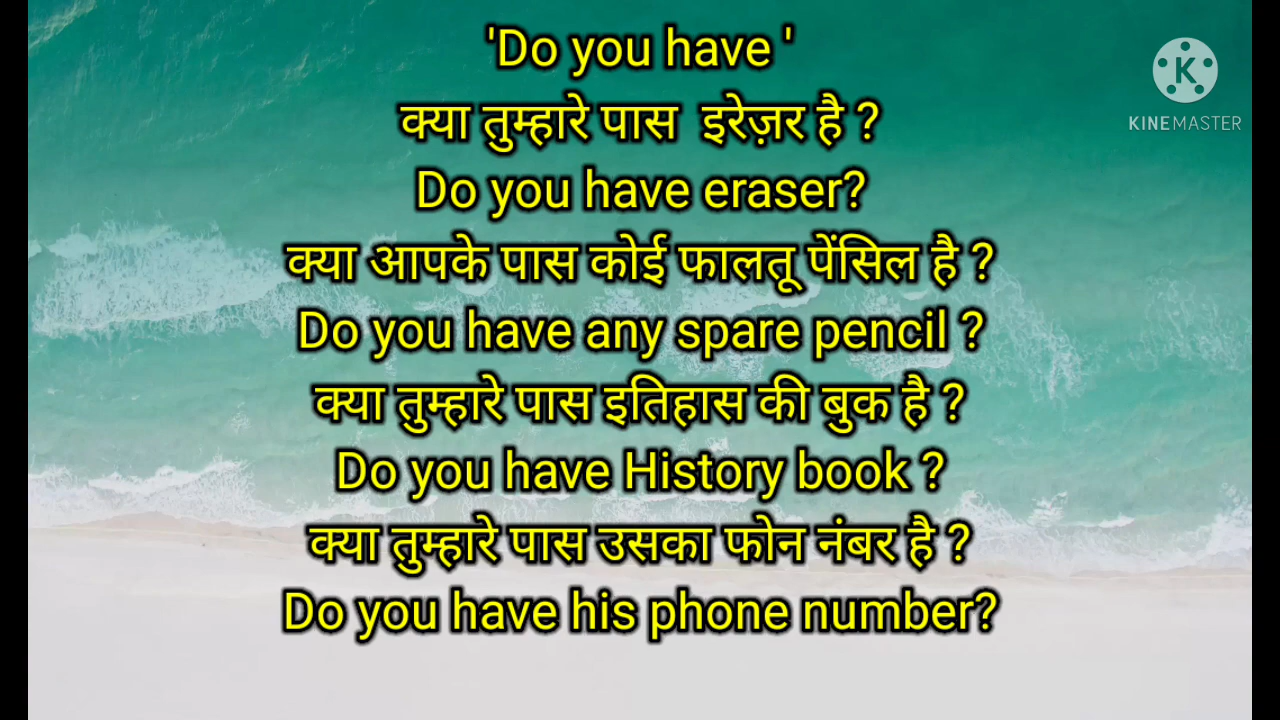 'Do you have '
क्या तुम्हारे पास  इरेज़र है ?
Do you have eraser?
क्या आपके पास कोई फालतू पेंसिल है ?
Do you have any spare pencil ?
क्या तुम्हारे पास इतिहास की बुक है ?
Do you have History book ?
क्या तुम्हारे पास उसका फोन नंबर है ?
Do you have his phone number?
K
KINEMASTER